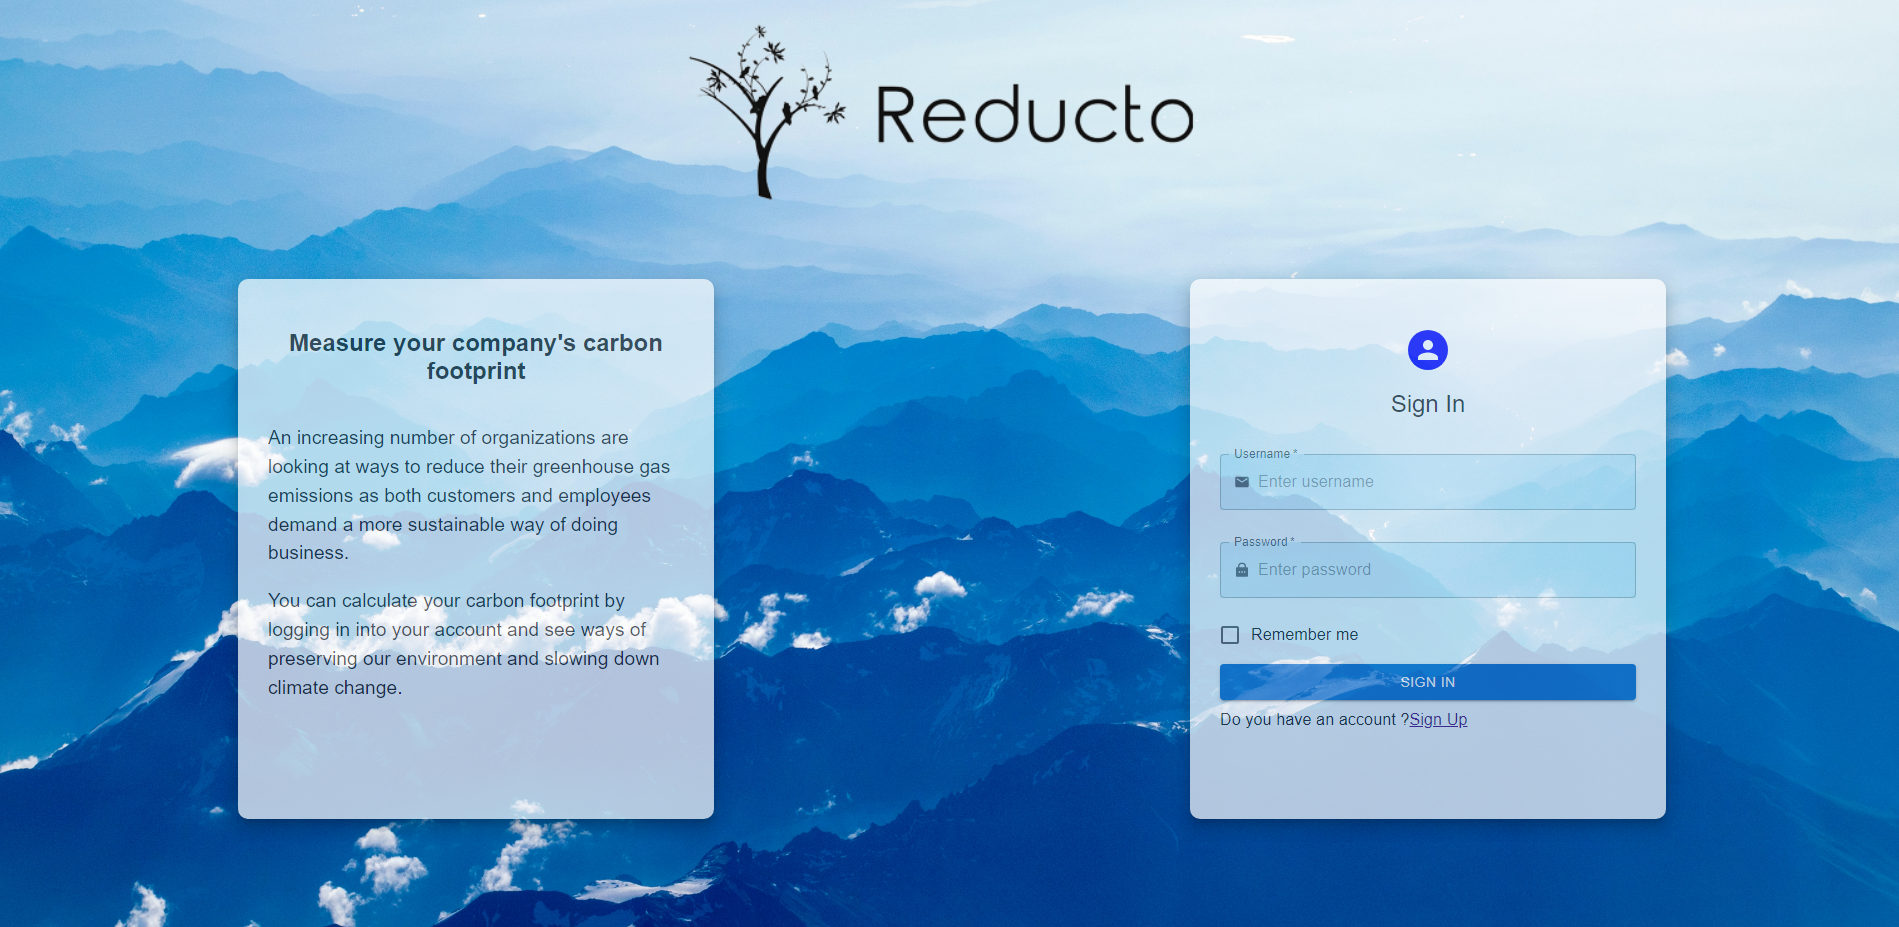 Reducto
Measure your company's carbon
footprint
An increasing number of organizations are
looking at ways to reduce their greenhouse gas
emissions as both customers and employees
demand a more sustainable way of doing
business.
You can calculate your carbon footprint by
logging in into your account and see ways of
preserving our environment and slowing down
climate change.
Sign In
Username *
Enter username
Password *
Enter password
Remember me
SIGN IN
Do you have an account ?Sign Up